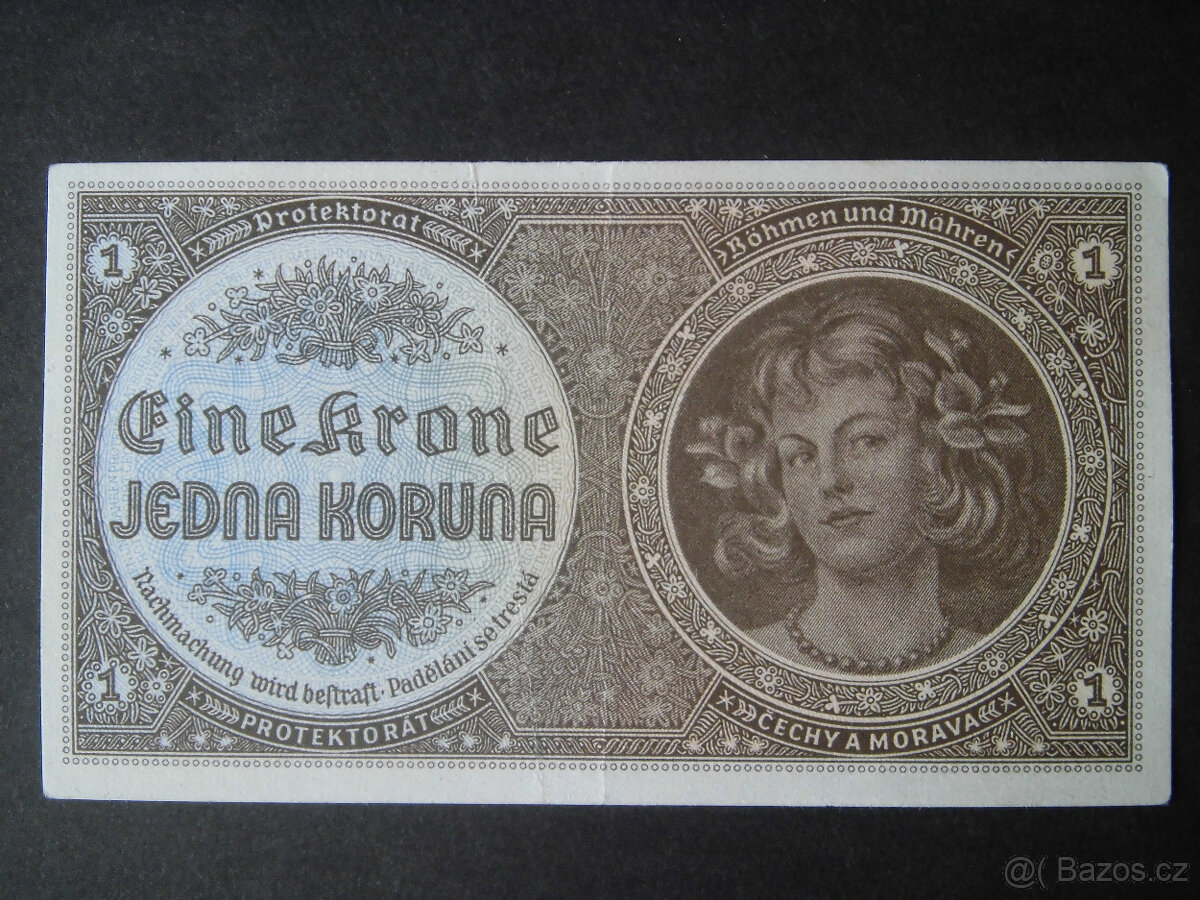 Protektorat
Böhmen und Mähren
1
1
Eine Krone
JEDNA KORUNA
Nachmachung wird bestraft · Padělání se trestá
1
1
PROTEKTORÁT
ČECHY A MORAVA
@( Bazos.cz